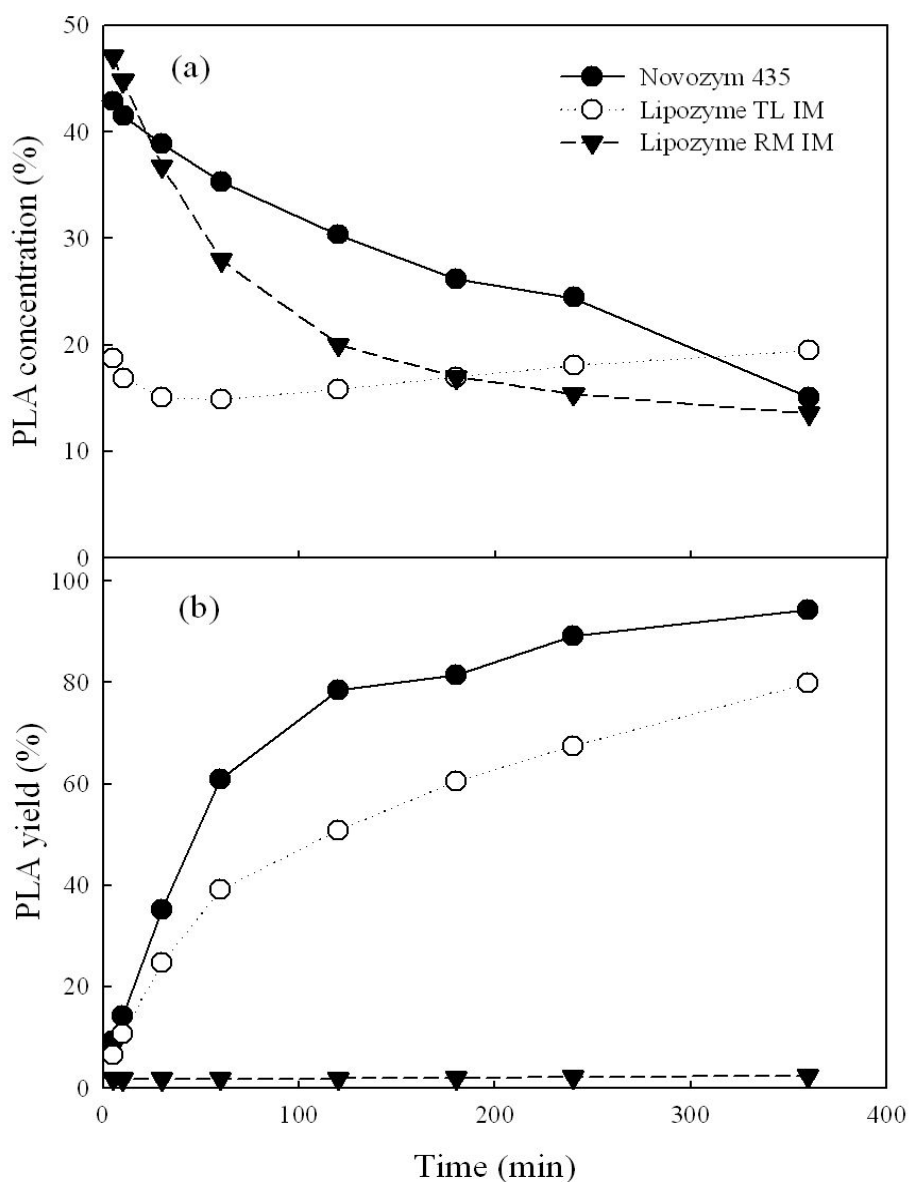 50
(a)
Novozym 435
Lipozyme TL IM
Lipozyme RM IM
40
30
20
10
0
PLA concentration (%)
100
(b)
80
60
40
20
0
PLA yield (%)
0 100 200 300 400
Time (min)